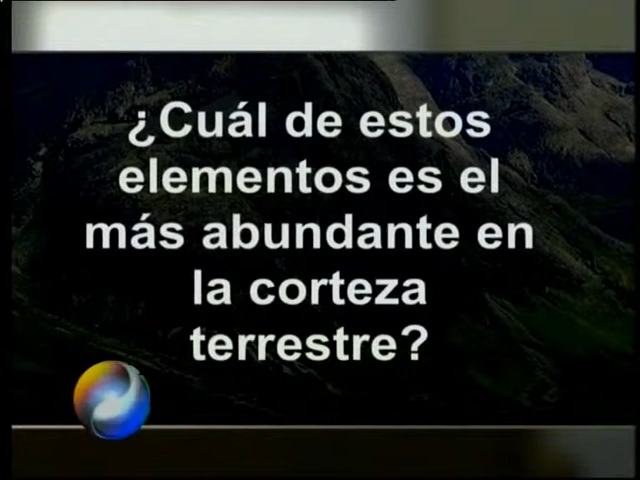 ¿Cuál de estos
elementos es el
más abundante en
la corteza
terrestre?